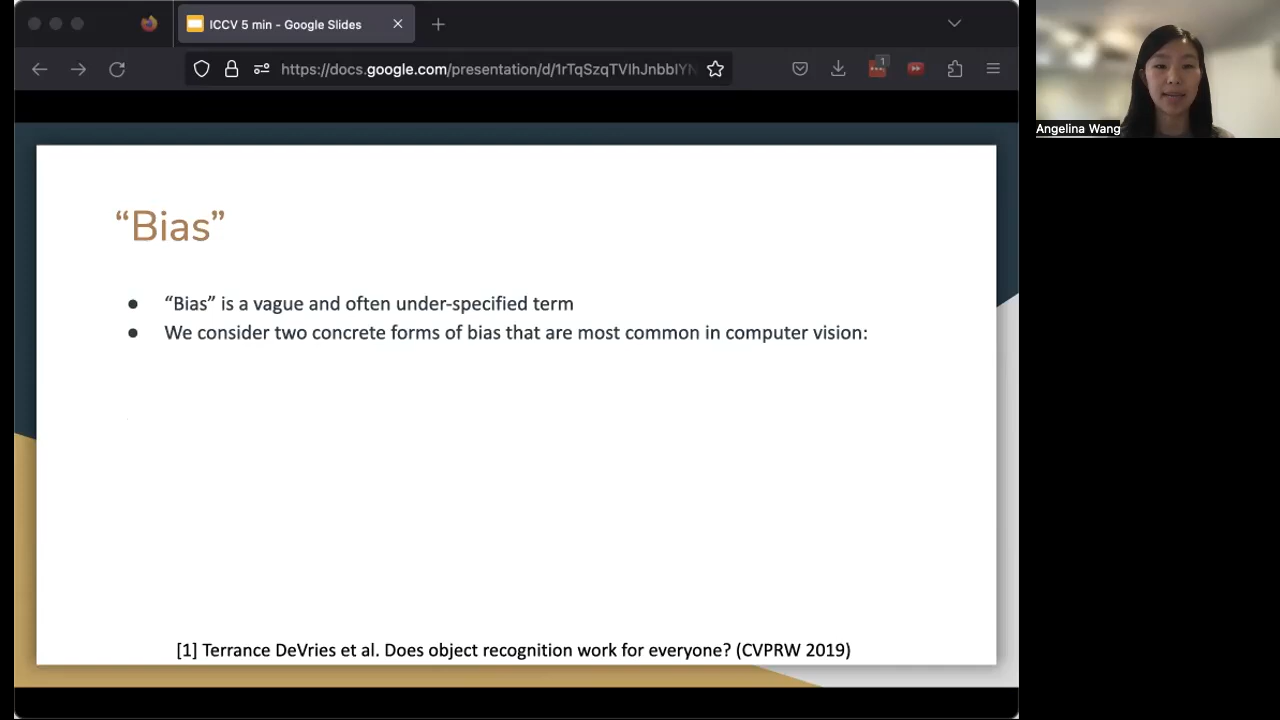 ICCV 5 min - Google Slides
https://docs.google.com/presentation/d/1rTqSzqTVIhJnbbIYN
1
Angelina Wang
“Bias”
● “Bias” is a vague and often under-specified term
● We consider two concrete forms of bias that are most common in computer vision:
[1] Terrance DeVries et al. Does object recognition work for everyone? (CVPRW 2019)